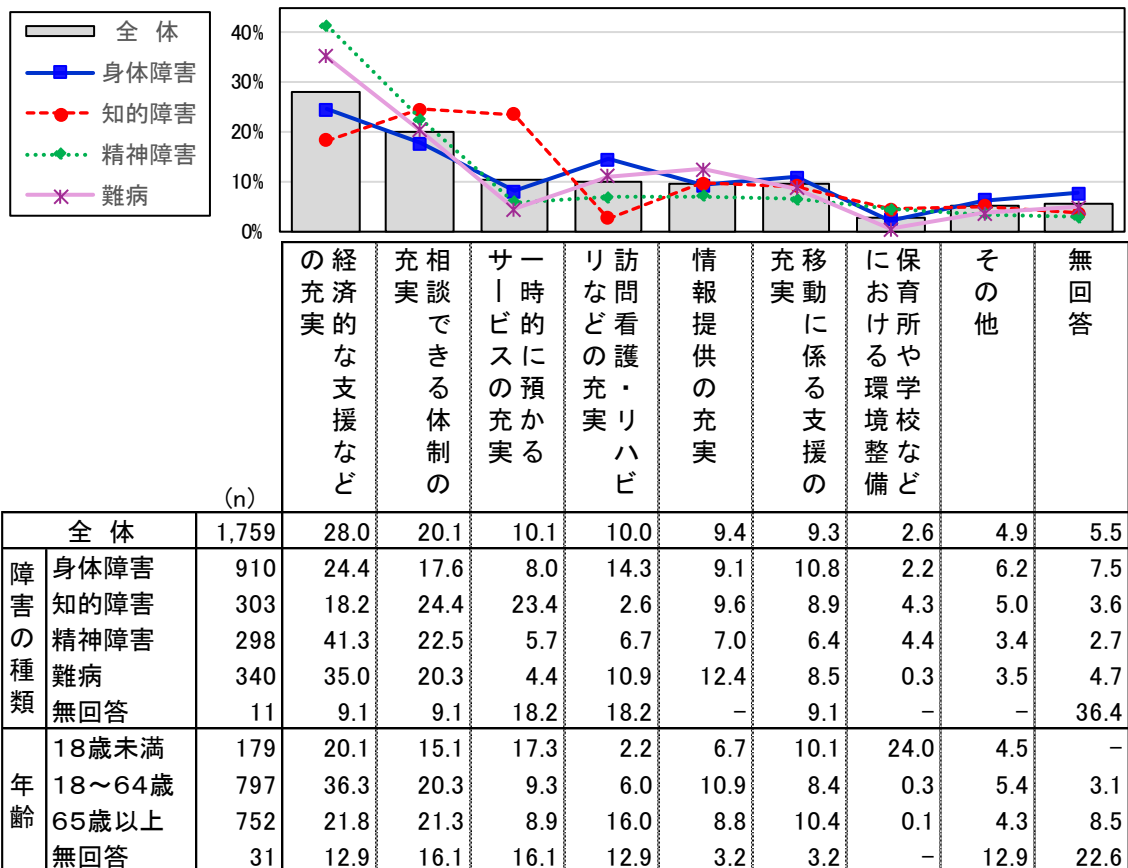 全 体
身体障害
知的障害
精神障害
難病
40%
30%
20%
10%
0%
経済的な支援など
の充実
相談できる体制の
充実
一時的に預かる
サービスの充実
訪問看護・リハビ
リなどの充実
情報提供の充実
移動に係る支援の
充実
保育所や学校など
における環境整備
その他
無回答
(n)
全 体 1,759 28.0 20.1 10.1 10.0 9.4 9.3 2.6 4.9 5.5
障害の種類
身体障害 910 24.4 17.6 8.0 14.3 9.1 10.8 2.2 6.2 7.5
知的障害 303 18.2 24.4 23.4 2.6 9.6 8.9 4.3 5.0 3.6
精神障害 298 41.3 22.5 5.7 6.7 7.0 6.4 4.4 3.4 2.7
難病 340 35.0 20.3 4.4 10.9 12.4 8.5 0.3 3.5 4.7
無回答 11 9.1 9.1 18.2 18.2 － 9.1 － － 36.4
年齢
18歳未満 179 20.1 15.1 17.3 2.2 6.7 10.1 24.0 4.5 －
18～64歳 797 36.3 20.3 9.3 6.0 10.9 8.4 0.3 5.4 3.1
65歳以上 752 21.8 21.3 8.9 16.0 8.8 10.4 0.1 4.3 8.5
無回答 31 12.9 16.1 16.1 12.9 3.2 3.2 － 12.9 22.6